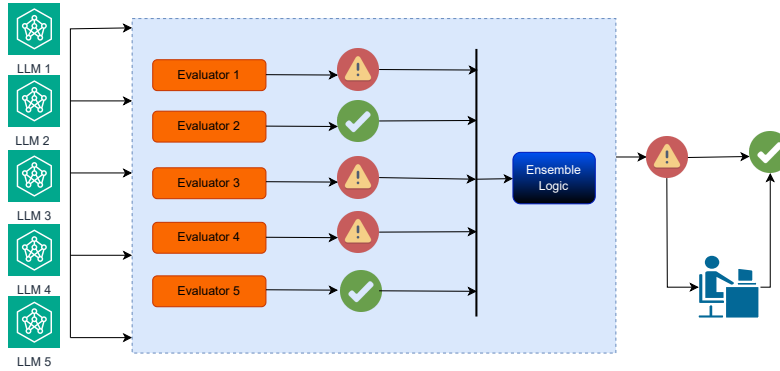 LLM 1
LLM 2
LLM 3
LLM 4
LLM 5
Evaluator 1
Evaluator 2
Evaluator 3
Evaluator 4
Evaluator 5
Ensemble
Logic